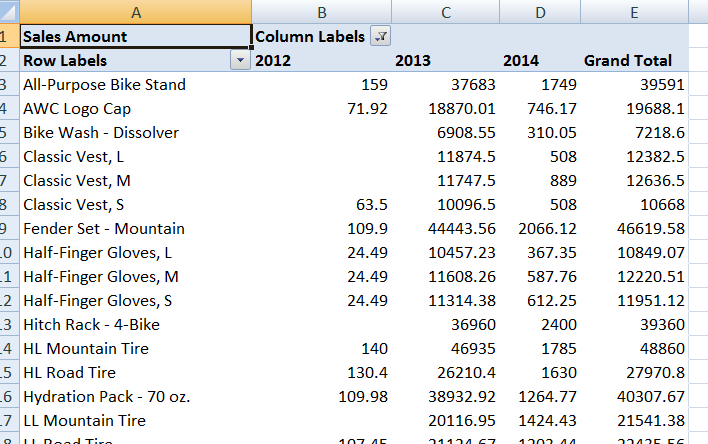 A B C D E
1 Sales Amount Column Labels
2 Row Labels 2012 2013 2014 Grand Total
3 All-Purpose Bike Stand 159 37683 1749 39591
4 AWC Logo Cap 71.92 18870.01 746.17 19688.1
5 Bike Wash - Dissolver 6908.55 310.05 7218.6
6 Classic Vest, L 11874.5 508 12382.5
7 Classic Vest, M 11747.5 889 12636.5
8 Classic Vest, S 63.5 10096.5 508 10668
9 Fender Set - Mountain 109.9 44443.56 2066.12 46619.58
0 Half-Finger Gloves, L 24.49 10457.23 367.35 10849.07
1 Half-Finger Gloves, M 24.49 11608.26 587.76 12220.51
2 Half-Finger Gloves, S 24.49 11314.38 612.25 11951.12
3 Hitch Rack - 4-Bike 36960 2400 39360
4 HL Mountain Tire 140 46935 1785 48860
5 HL Road Tire 130.4 26210.4 1630 27970.8
6 Hydration Pack - 70 oz. 109.98 38932.92 1264.77 40307.67
7 LL Mountain Tire 20116.95 1424.43 21541.38